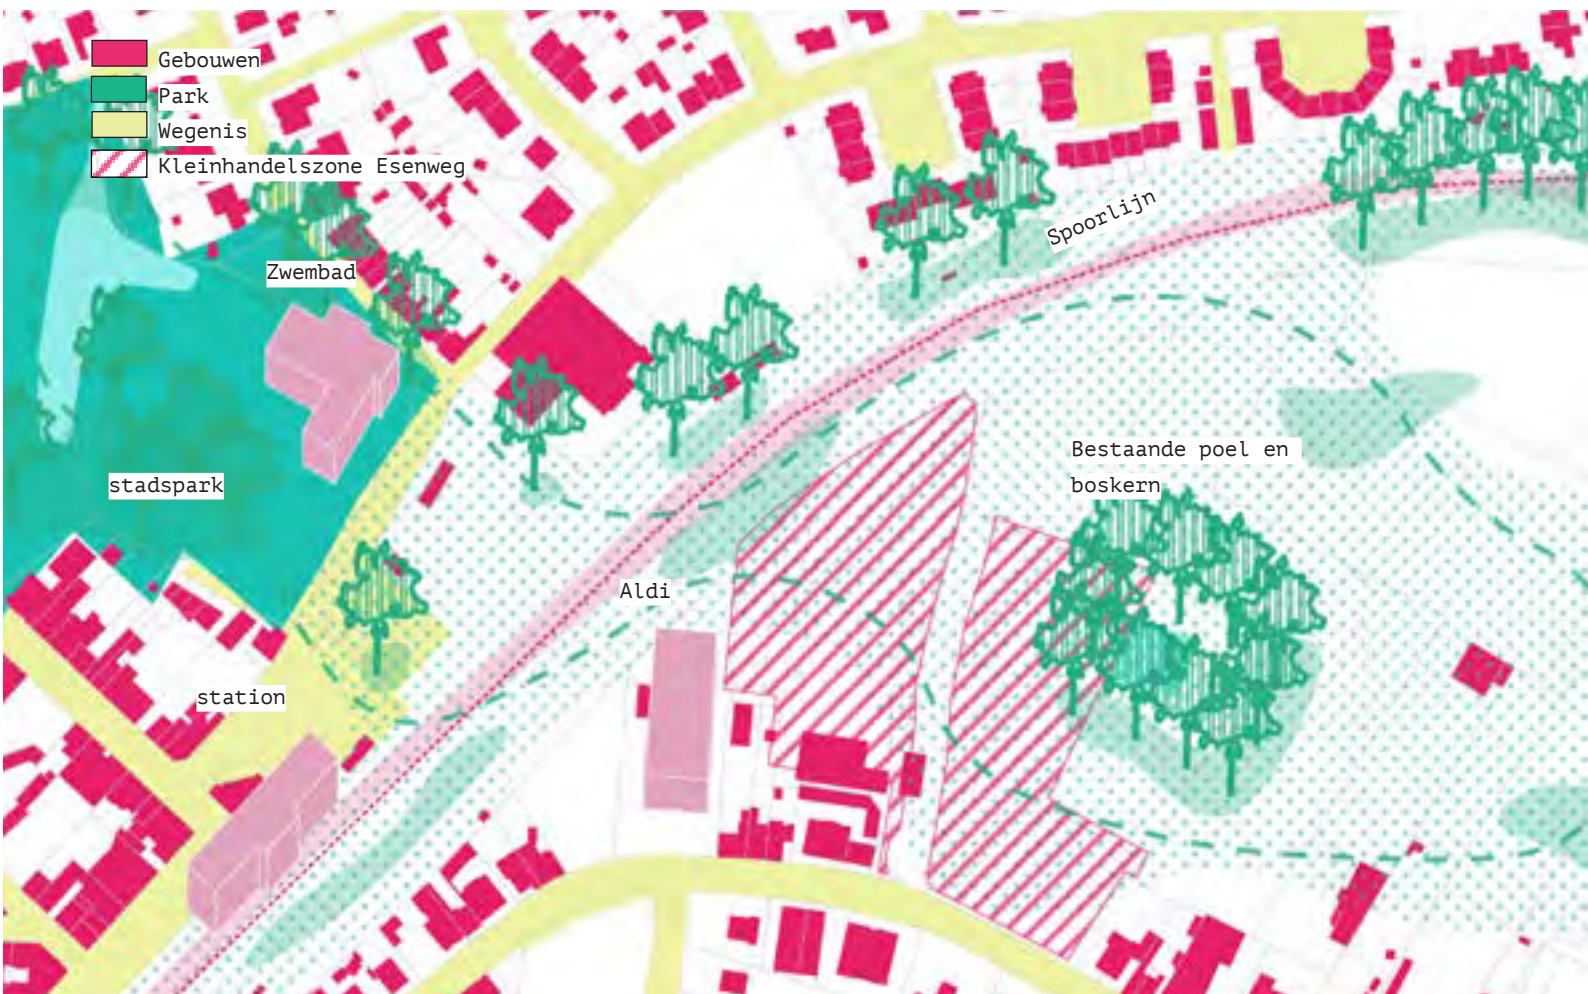 Gebouwen
Park
Wegenis
Kleinhandelszone Esenweg
Spoorlijn
Zwembad
Bestaande poel en
boskern
stadspark
Aldi
station